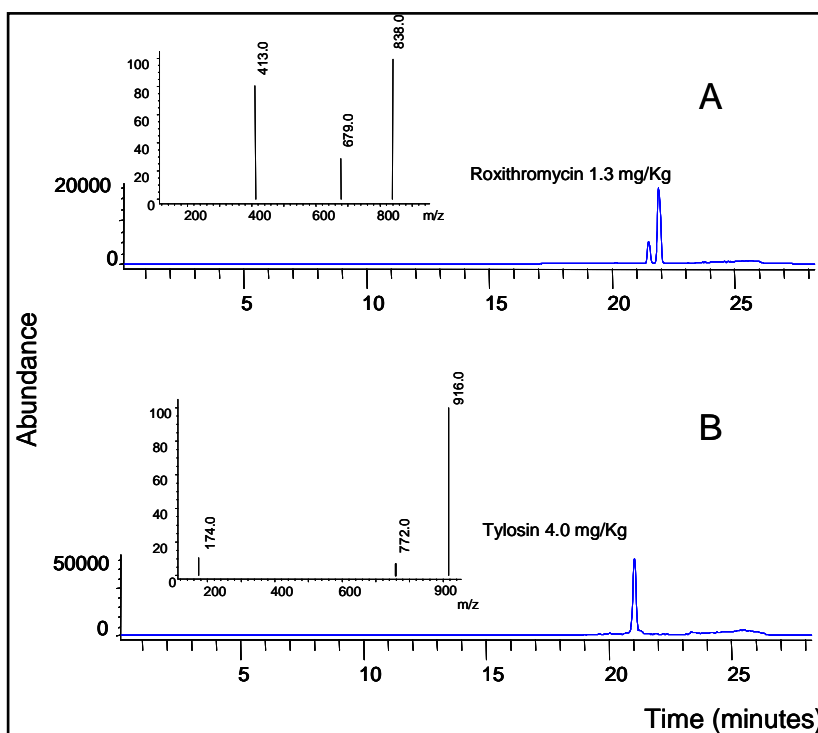 838.0
413.0
679.0
100
80
60
40
20
0
200 400 600 800 m/z
A
Roxithromycin 1.3 mg/Kg
20000
0
5 10 15 20 25
Abundance
916.0
174.0
772.0
100
80
60
40
20
0
200 400 600 900 m/z
B
Tylosin 4.0 mg/Kg
50000
0
5 10 15 20 25
Time (minutes)